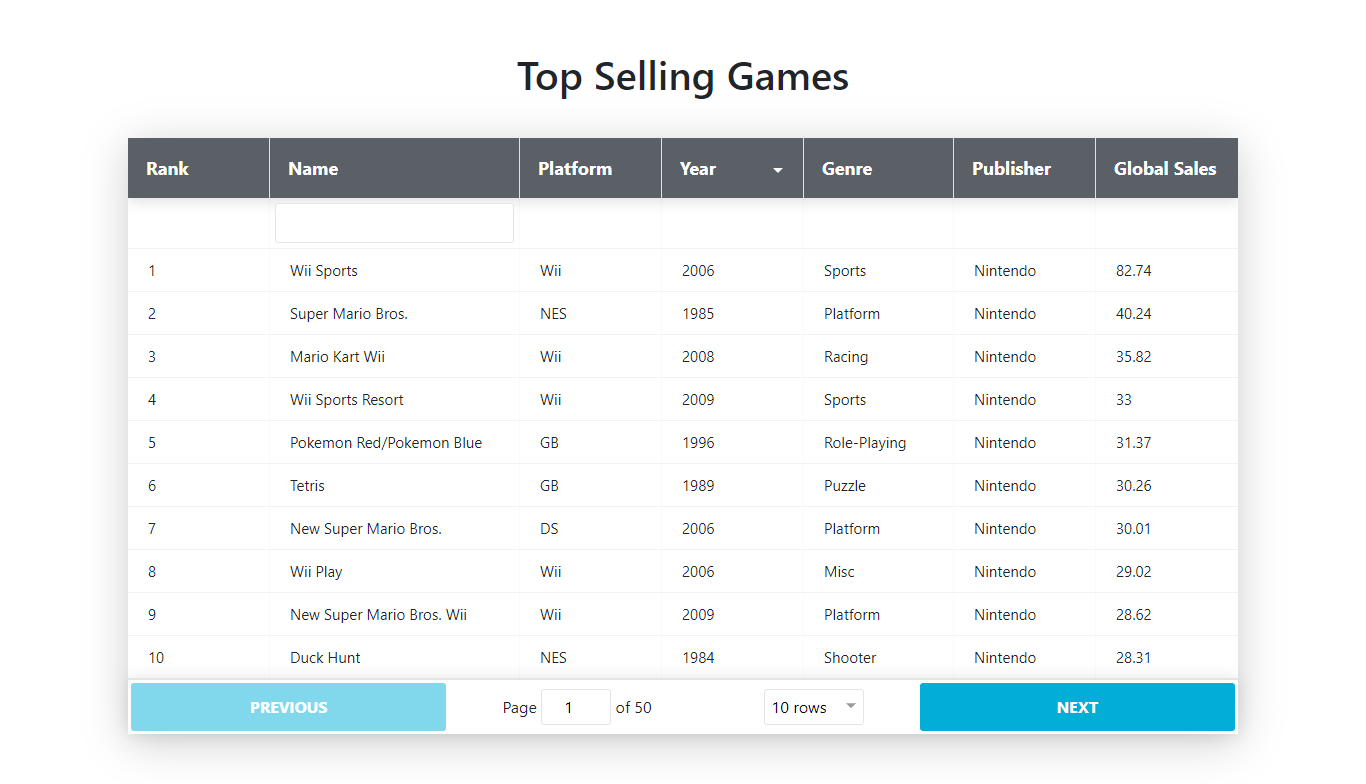 Top Selling Games
Rank Name Platform Year Genre Publisher Global Sales
1 Wii Sports Wii 2006 Sports Nintendo 82.74
2 Super Mario Bros. NES 1985 Platform Nintendo 40.24
3 Mario Kart Wii Wii 2008 Racing Nintendo 35.82
4 Wii Sports Resort Wii 2009 Sports Nintendo 33
5 Pokemon Red/Pokemon Blue GB 1996 Role-Playing Nintendo 31.37
6 Tetris GB 1989 Puzzle Nintendo 30.26
7 New Super Mario Bros. DS 2006 Platform Nintendo 30.01
8 Wii Play Wii 2006 Misc Nintendo 29.02
9 New Super Mario Bros. Wii Wii 2009 Platform Nintendo 28.62
10 Duck Hunt NES 1984 Shooter Nintendo 28.31
PREVIOUS Page 1 of 50 10 rows NEXT